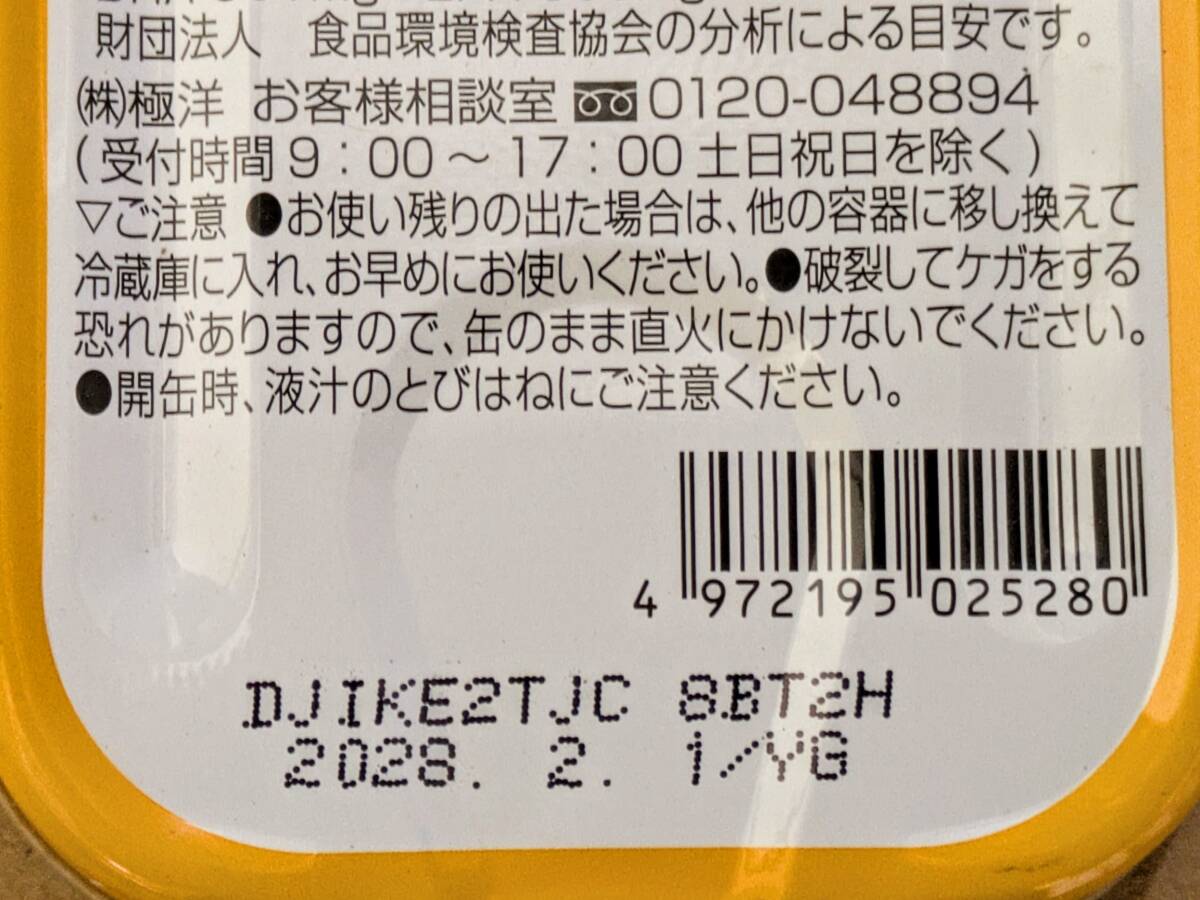 財団法人　食品環境検査協会の分析による目安です。
㈱極洋 お客様相談室 0120-048894
(受付時間9:00～17:00土日祝日を除く)
▽ご注意 ●お使い残りの出た場合は、他の容器に移し換えて
冷蔵庫に入れ、お早めにお使いください。●破裂してケガをする
恐れがありますので、缶のまま直火にかけないでください。
●開缶時、液汁のとびはねにご注意ください。
4 972195 025280
DJIKE2TJC 8BT2H
2028. 2. 1/YG